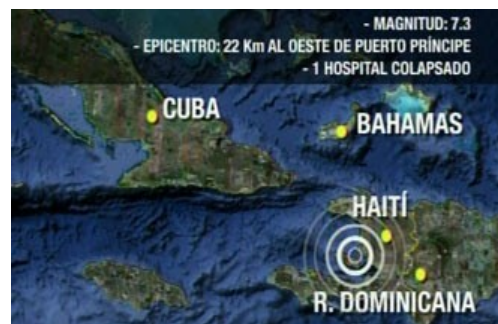 - MAGNITUD: 7.3
- EPICENTRO: 22 Km AL OESTE DE PUERTO PRÍNCIPE
- 1 HOSPITAL COLAPSADO
CUBA
BAHAMAS
HAITÍ
R. DOMINICANA